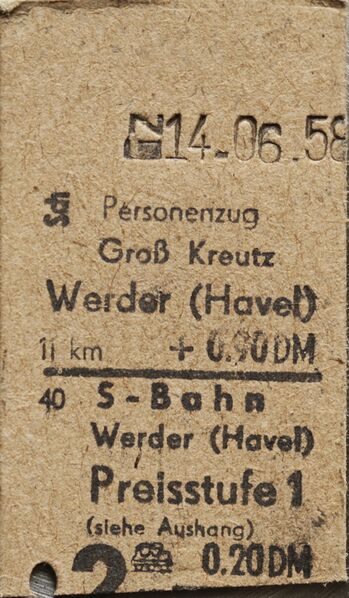 14.06.58
Sch Personenzug
Groß Kreutz
Werder (Havel)
11 km + 0.90 DM
40 S-Bahn
Werder (Havel)
Preisstufe 1
(siehe Aushang)
2 0.20 DM